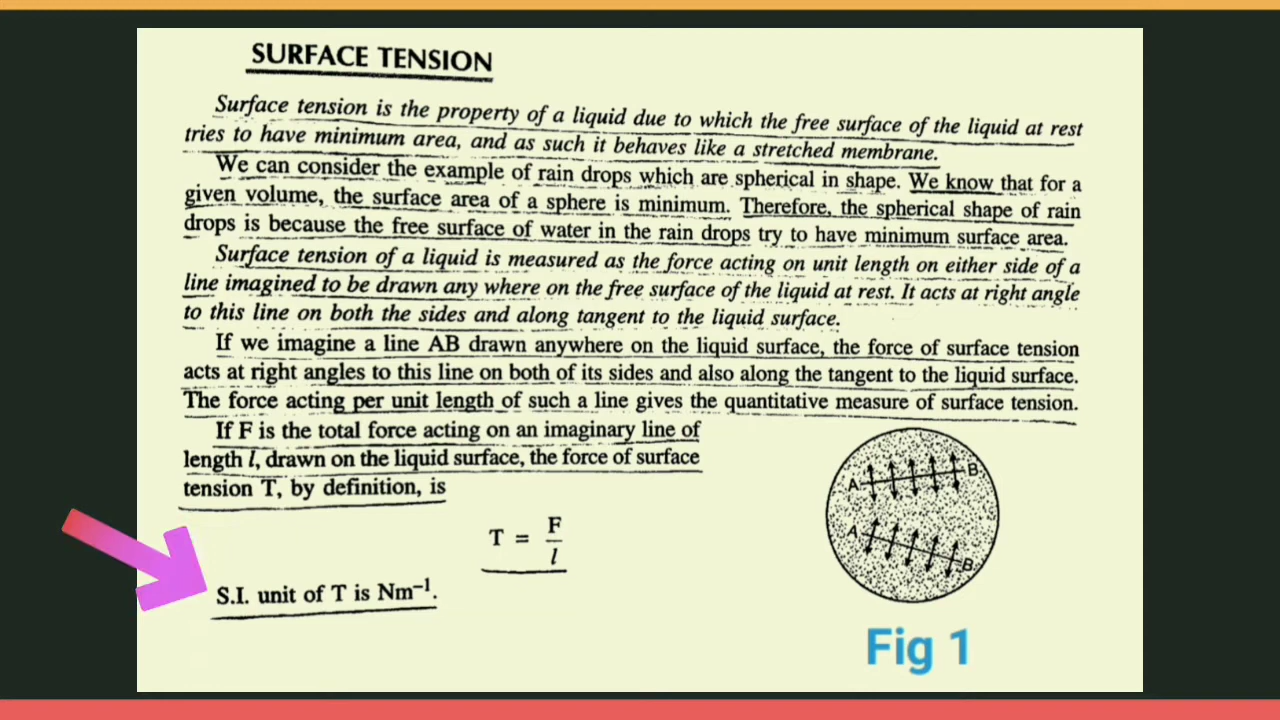 SURFACE TENSION
Surface tension is the property of a liquid due to which the free surface of the liquid at rest
tries to have minimum area, and as such it behaves like a stretched membrane.
We can consider the example of rain drops which are spherical in shape. We know that for a
given volume, the surface area of a sphere is minimum. Therefore, the spherical shape of rain
drops is because the free surface of water in the rain drops try to have minimum surface area.
Surface tension of a liquid is measured as the force acting on unit length on either side of a
line imagined to be drawn any where on the free surface of the liquid at rest. It acts at right angle
to this line on both the sides and along tangent to the liquid surface.
If we imagine a line AB drawn anywhere on the liquid surface, the force of surface tension
acts at right angles to this line on both of its sides and also along the tangent to the liquid surface.
The force acting per unit length of such a line gives the quantitative measure of surface tension.
If F is the total force acting on an imaginary line of
length l, drawn on the liquid surface, the force of surface
tension T, by definition, is
T = F/l
S.I. unit of T is Nm⁻¹.
A B
A B
Fig 1